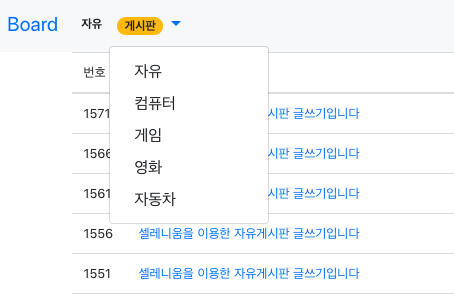 Board 자유 게시판
자유
번호
컴퓨터
1571 시판 글쓰기입니다
게임
1566 시판 글쓰기입니다
영화
1561 시판 글쓰기입니다
자동차
1556 셀레니움을 이용한 자유게시판 글쓰기입니다
1551 셀레니움을 이용한 자유게시판 글쓰기입니다